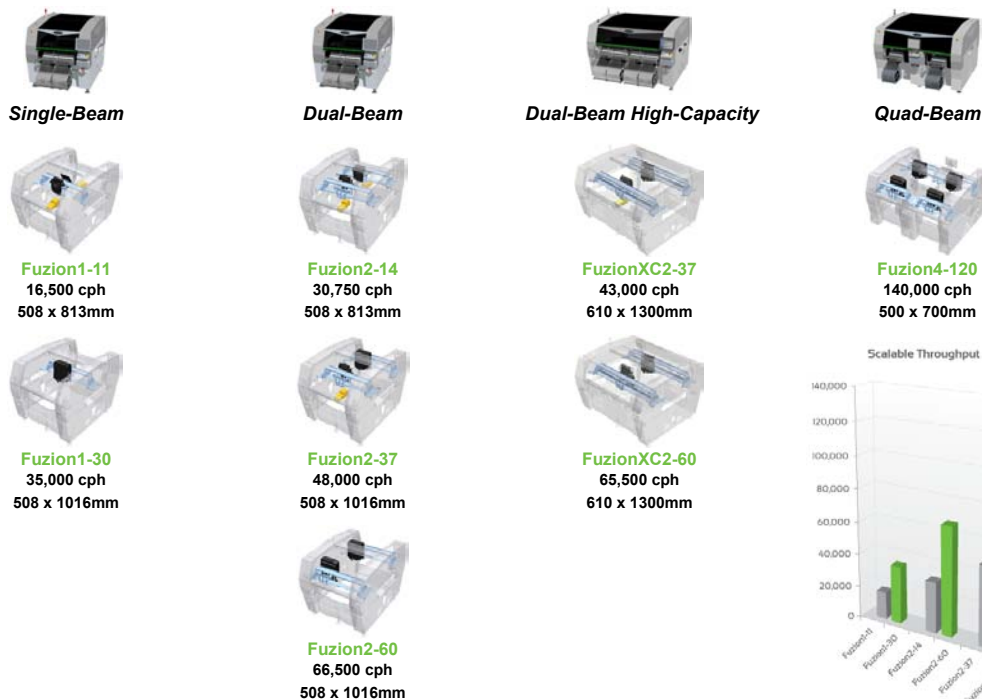 Single-Beam
Dual-Beam
Dual-Beam High-Capacity
Quad-Beam
Fuzion1-11
16,500 cph
508 x 813mm
Fuzion2-14
30,750 cph
508 x 813mm
FuzionXC2-37
43,000 cph
610 x 1300mm
Fuzion4-120
140,000 cph
500 x 700mm
Fuzion1-30
35,000 cph
508 x 1016mm
Fuzion2-37
48,000 cph
508 x 1016mm
FuzionXC2-60
65,500 cph
610 x 1300mm
Fuzion2-60
66,500 cph
508 x 1016mm
Scalable Throughput
140,000
120,000
100,000
80,000
60,000
40,000
20,000
0
Fuzion1-11
Fuzion1-30
Fuzion2-14
Fuzion2-60
Fuzion2-37